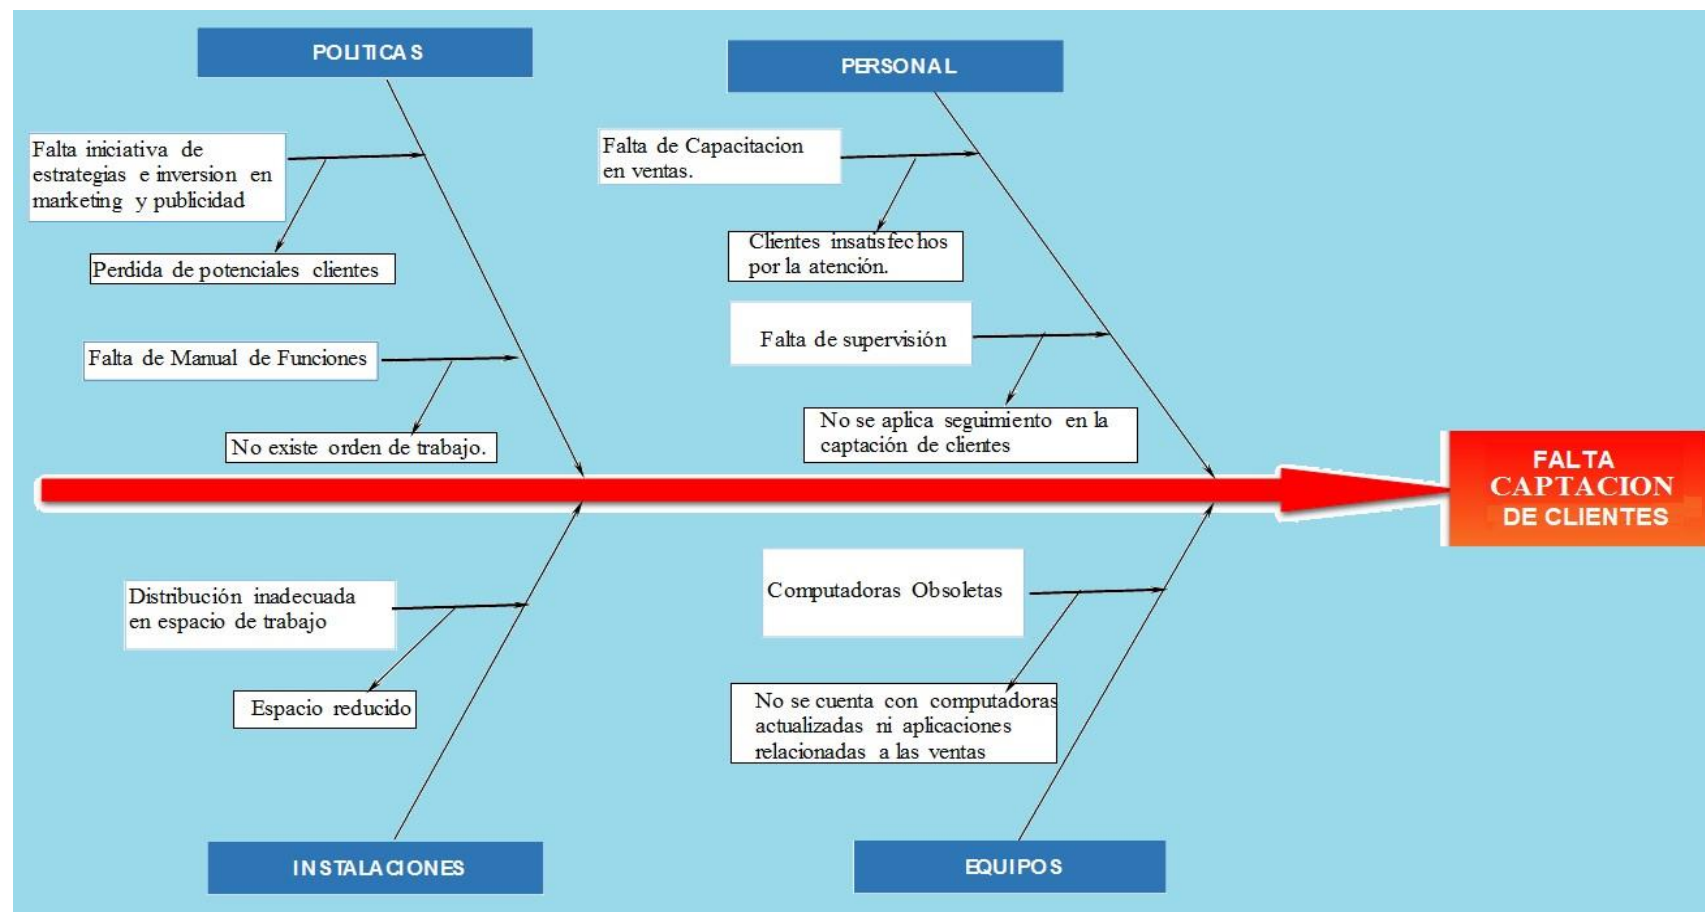 POLITICAS
PERSONAL
Falta iniciativa de
estrategias e inversion en
marketing y publicidad
Perdida de potenciales clientes
Falta de Manual de Funciones
No existe orden de trabajo.
Falta de Capacitacion
en ventas.
Clientes insatisfechos
por la atención.
Falta de supervisión
No se aplica seguimiento en la
captación de clientes
FALTA
CAPTACION
DE CLIENTES
Distribución inadecuada
en espacio de trabajo
Espacio reducido
Computadoras Obsoletas
No se cuenta con computadoras
actualizadas ni aplicaciones
relacionadas a las ventas
INSTALACIONES
EQUIPOS